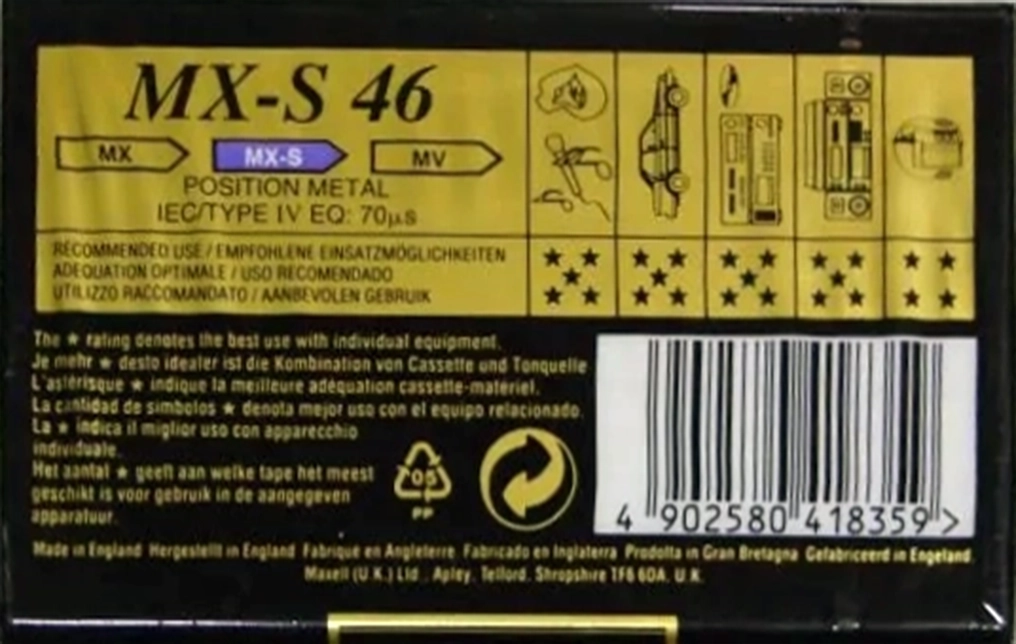 MX-S 46
MX MX-S MV
POSITION METAL
IEC/TYPE IV EQ: 70µs
RECOMMENDED USE / EMPFOHLENE EINSATZMÖGLICHKEITEN
ADEQUATION OPTIMALE / USO RECOMENDADO
UTILIZZO RACCOMANDATO / AANBEVOLEN GEBRUIK
The ★ rating denotes the best use with individual equipment.
Je mehr ★ desto idealer ist die Kombination von Cassette und Tonquelle
L'astérisque ★ indique la meilleure adéquation cassette-matériel.
La cantidad de simbolos ★ denota mejor uso con el equipo relacionado.
La ★ indica il miglior uso con apparecchio
individuale.
Het aantal ★ geeft aan welke tape het meest
geschikt is voor gebruik in de aangegeven
apparatuur.
05
PP
4 902580 418359 >
Made in England Hergestellt in England Fabriqué en Angleterre Fabricado en Inglaterra Prodotta in Gran Bretagna Gefabriceerd in Engeland
Maxell (U.K.) Ltd., Apley, Telford, Shropshire TF6 6DA, U.K.